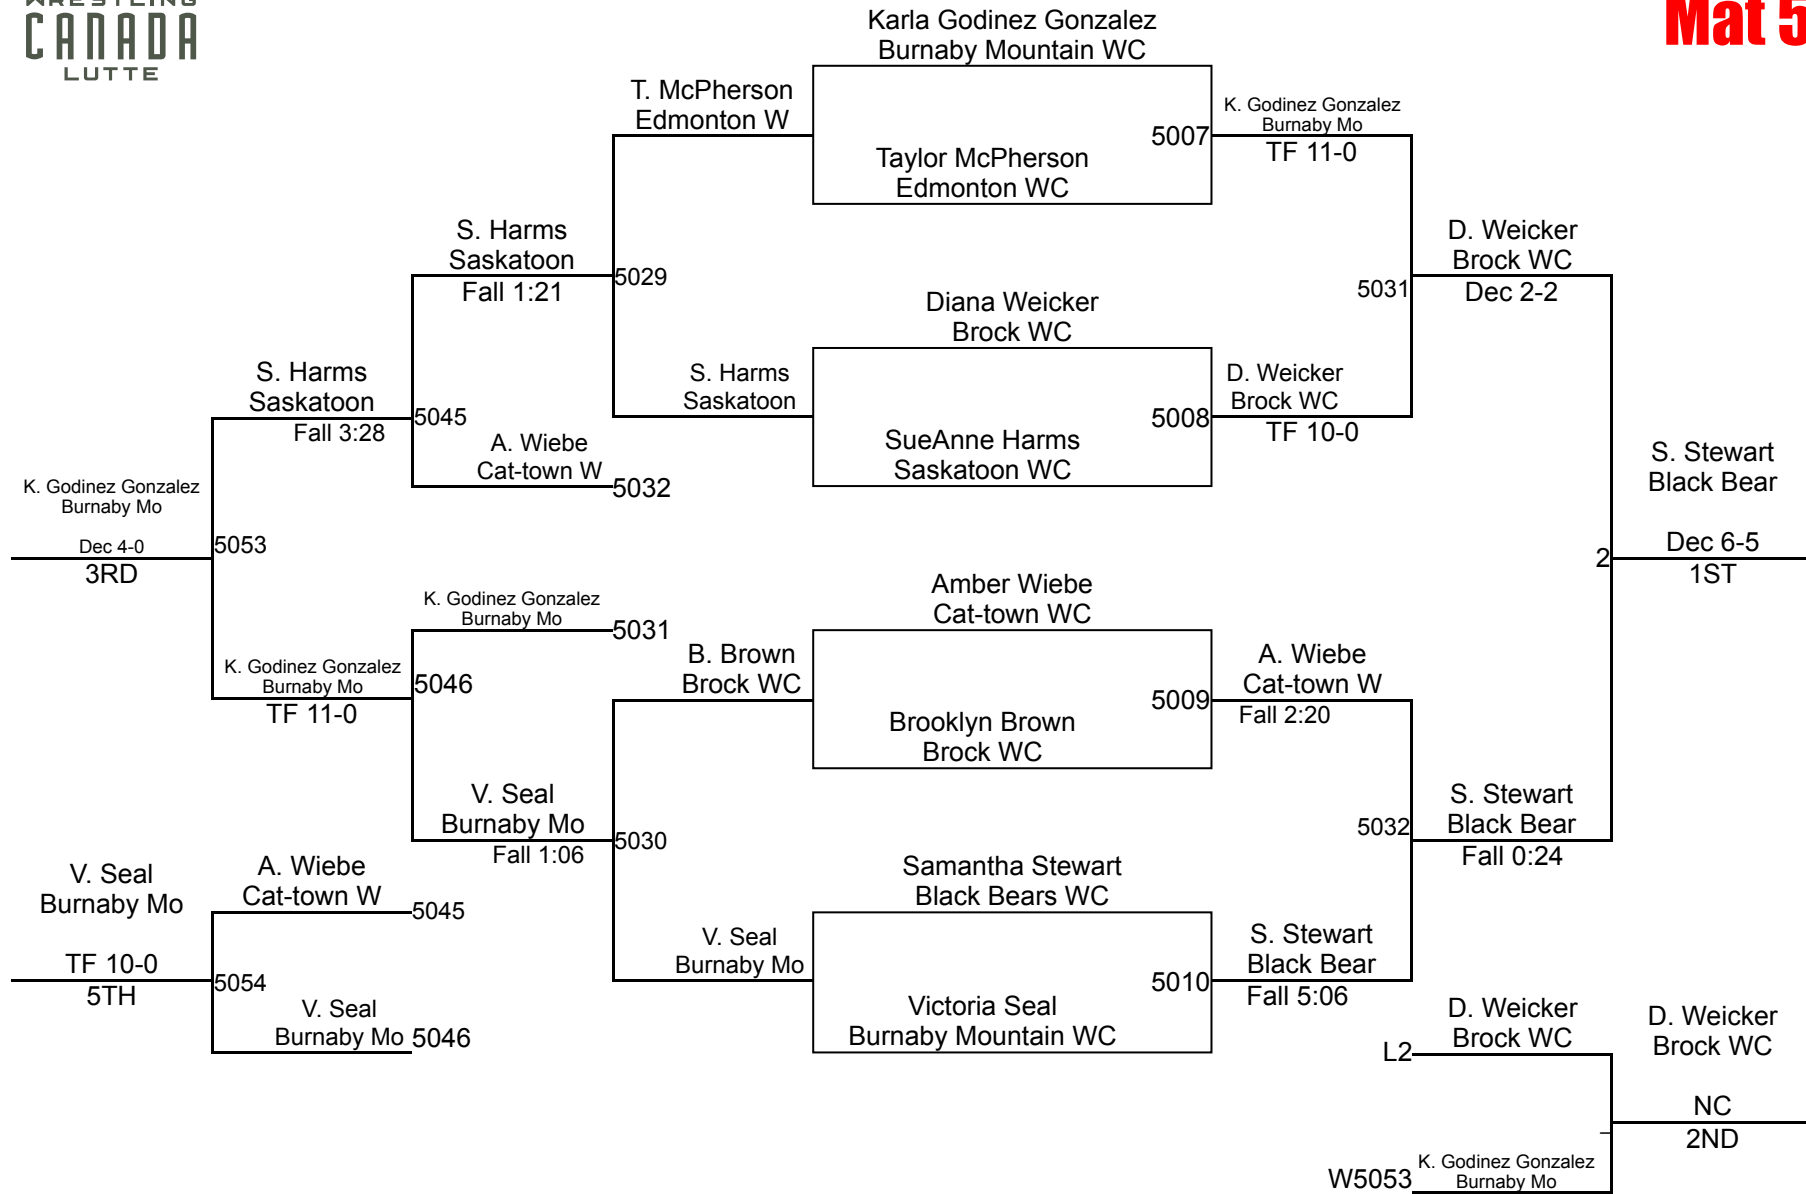 WRESTLING
CANADA
LUTTE
Mat 5
Karla Godinez Gonzalez
Burnaby Mountain WC
T. McPherson
Edmonton W
K. Godinez Gonzalez
Burnaby Mo
5007
TF 11-0
Taylor McPherson
Edmonton WC
S. Harms
Saskatoon
5029
Fall 1:21
D. Weicker
Brock WC
5031
Dec 2-2
Diana Weicker
Brock WC
S. Harms
Saskatoon
5045
Fall 3:28
S. Harms
Saskatoon
D. Weicker
Brock WC
5008
TF 10-0
SueAnne Harms
Saskatoon WC
A. Wiebe
Cat-town W
5032
S. Stewart
Black Bear
K. Godinez Gonzalez
Burnaby Mo
Dec 4-0
5053
3RD
2
Dec 6-5
1ST
Amber Wiebe
Cat-town WC
K. Godinez Gonzalez
Burnaby Mo
5031
K. Godinez Gonzalez
Burnaby Mo
5046
TF 11-0
B. Brown
Brock WC
A. Wiebe
Cat-town W
5009
Fall 2:20
Brooklyn Brown
Brock WC
V. Seal
Burnaby Mo
5030
Fall 1:06
S. Stewart
Black Bear
5032
Fall 0:24
Samantha Stewart
Black Bears WC
V. Seal
Burnaby Mo
A. Wiebe
Cat-town W
5045
V. Seal
Burnaby Mo
S. Stewart
Black Bear
5010
Fall 5:06
TF 10-0
5054
5TH
V. Seal
Burnaby Mo
5046
Victoria Seal
Burnaby Mountain WC
D. Weicker
Brock WC
L2
D. Weicker
Brock WC
NC
2ND
W5053
K. Godinez Gonzalez
Burnaby Mo